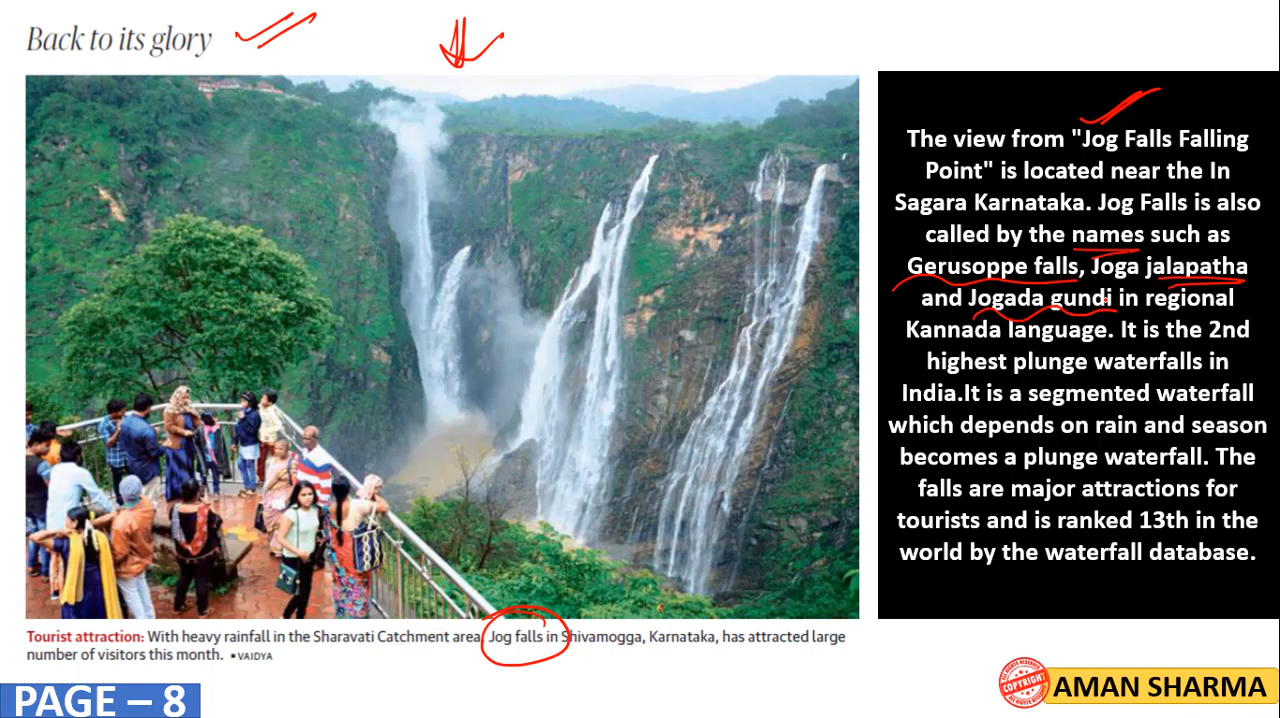 Back to its glory
The view from "Jog Falls Falling
Point" is located near the In
Sagara Karnataka. Jog Falls is also
called by the names such as
Gerusoppe falls, Joga jalapatha
and Jogada gundi in regional
Kannada language. It is the 2nd
highest plunge waterfalls in
India.It is a segmented waterfall
which depends on rain and season
becomes a plunge waterfall. The
falls are major attractions for
tourists and is ranked 13th in the
world by the waterfall database.
Tourist attraction: With heavy rainfall in the Sharavati Catchment area, Jog falls in Shivamogga, Karnataka, has attracted large
number of visitors this month. ▪ VAIDYA
PAGE – 8
COPYRIGHT
AMAN SHARMA